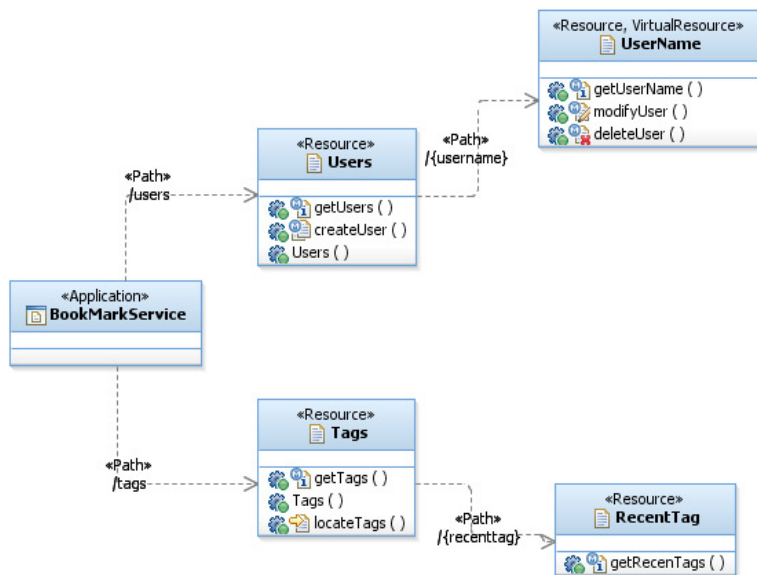 «Resource, VirtualResource»
UserName
getUserName ( )
modifyUser ( )
deleteUser ( )
«Path»
/{username}
«Resource»
Users
getUsers ( )
createUser ( )
Users ( )
«Path»
/users
«Application»
BookMarkService
«Path»
/tags
«Resource»
Tags
getTags ( )
Tags ( )
locateTags ( )
«Path»
/{recenttag}
«Resource»
RecentTag
getRecenTags ( )